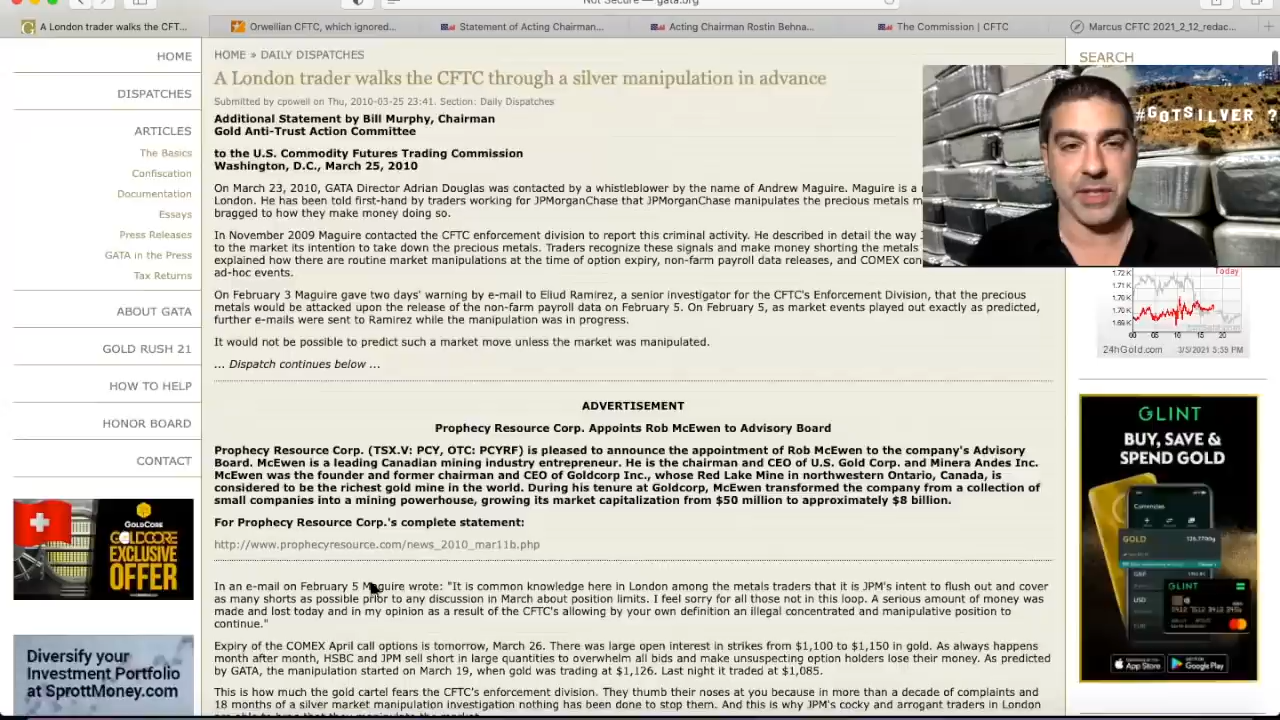 Not Secure — gata.org
A London trader walks the CFT...
Orwellian CFTC, which ignored...
Statement of Acting Chairman...
Acting Chairman Rostin Behna...
The Commission | CFTC
Marcus CFTC 2021_2_12_redac...
HOME
DISPATCHES
ARTICLES
The Basics
Confiscation
Documentation
Essays
Press Releases
GATA in the Press
Tax Returns
ABOUT GATA
GOLD RUSH 21
HOW TO HELP
HONOR BOARD
CONTACT
GOLDCORE
GOLDCORE
EXCLUSIVE
OFFER
Diversify your
Investment Portfolio
at SprottMoney.com
HOME » DAILY DISPATCHES
A London trader walks the CFTC through a silver manipulation in advance
Submitted by cpowell on Thu, 2010-03-25 23:41. Section: Daily Dispatches
Additional Statement by Bill Murphy, Chairman
Gold Anti-Trust Action Committee
to the U.S. Commodity Futures Trading Commission
Washington, D.C., March 25, 2010
On March 23, 2010, GATA Director Adrian Douglas was contacted by a whistleblower by the name of Andrew Maguire. Maguire is a
London. He has been told first-hand by traders working for JPMorganChase that JPMorganChase manipulates the precious metals
bragged to how they make money doing so.
In November 2009 Maguire contacted the CFTC enforcement division to report this criminal activity. He described in detail the way
to the market its intention to take down the precious metals. Traders recognize these signals and make money shorting the metals
explained how there are routine market manipulations at the time of option expiry, non-farm payroll data releases, and COMEX
ad-hoc events.
On February 3 Maguire gave two days' warning by e-mail to Eliud Ramirez, a senior investigator for the CFTC's Enforcement Division, that the precious
metals would be attacked upon the release of the non-farm payroll data on February 5. On February 5, as market events played out exactly as predicted,
further e-mails were sent to Ramirez while the manipulation was in progress.
It would not be possible to predict such a market move unless the market was manipulated.
... Dispatch continues below ...
ADVERTISEMENT
Prophecy Resource Corp. Appoints Rob McEwen to Advisory Board
Prophecy Resource Corp. (TSX.V: PCY, OTC: PCYRF) is pleased to announce the appointment of Rob McEwen to the company's Advisory
Board. McEwen is a leading Canadian mining industry entrepreneur. He is the chairman and CEO of U.S. Gold Corp. and Minera Andes Inc.
McEwen was the founder and former chairman and CEO of Goldcorp Inc., whose Red Lake Mine in northwestern Ontario, Canada, is
considered to be the richest gold mine in the world. During his tenure at Goldcorp, McEwen transformed the company from a collection of
small companies into a mining powerhouse, growing its market capitalization from $50 million to approximately $8 billion.
For Prophecy Resource Corp.'s complete statement:
http://www.prophecyresource.com/news_2010_mar11b.php
In an e-mail on February 5 Maguire wrote: "It is common knowledge here in London among the metals traders that it is JPM's intent to flush out and cover
as many shorts as possible prior to any discussion in March about position limits. I feel sorry for all those not in this loop. A serious amount of money was
made and lost today and in my opinion as a result of the CFTC's allowing by your own definition an illegal concentrated and manipulative position to
continue."
Expiry of the COMEX April call options is tomorrow, March 26. There was large open interest in strikes from $1,100 to $1,150 in gold. As always happens
month after month, HSBC and JPM sell short in large quantities to overwhelm all bids and make unsuspecting option holders lose their money. As predicted
by GATA, the manipulation started on March 19, when gold was trading at $1,126. Last night it traded at $1,085.
This is how much the gold cartel fears the CFTC's enforcement division. They thumb their noses at you because in more than a decade of complaints and
18 months of a silver market manipulation investigation nothing has been done to stop them. And this is why JPM's cocky and arrogant traders in London
SEARCH
#GOTSILVER ?
Today
1.72 K
1.71 K
1.70 K
1.69 K
00 05 10 15 20
24hGold.com 3/5/2021 5:59 PM
GLINT
BUY, SAVE &
SPEND GOLD
GOLD
GBP
USD
EUR
GLINT
App Store
Google Play